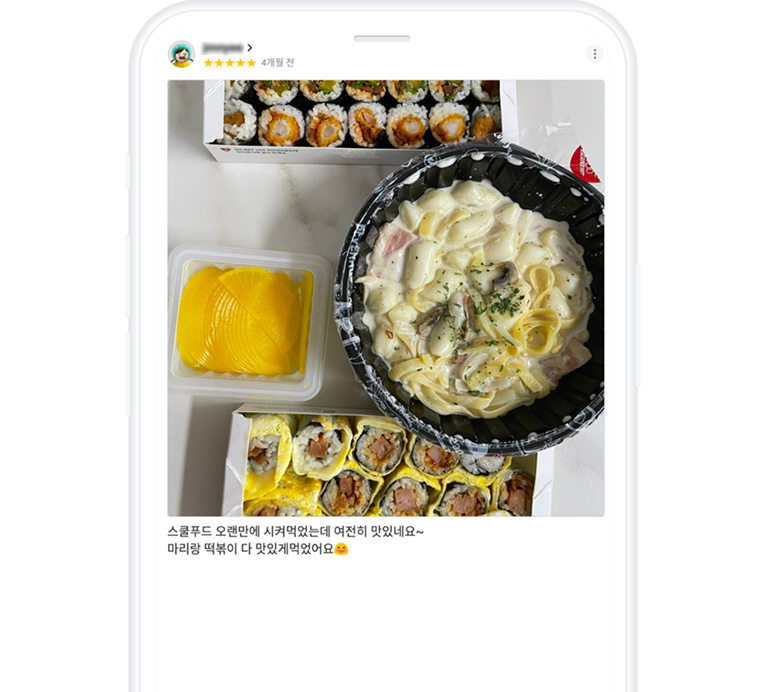 4개월 전
스쿨푸드 오랜만에 시켜먹었는데 여전히 맛있네요~
마리랑 떡볶이 다 맛있게먹었어요😆